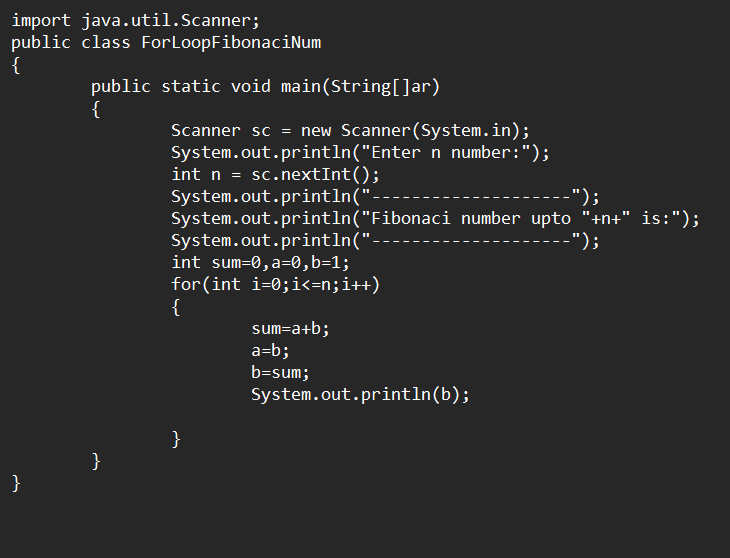 import java.util.Scanner;
public class ForLoopFibonaciNum
{
        public static void main(String[]ar)
        {
                Scanner sc = new Scanner(System.in);
                System.out.println("Enter n number:");
                int n = sc.nextInt();
                System.out.println("--------------------");
                System.out.println("Fibonaci number upto "+n+" is:");
                System.out.println("--------------------");
                int sum=0,a=0,b=1;
                for(int i=0;i<=n;i++)
                {
                        sum=a+b;
                        a=b;
                        b=sum;
                        System.out.println(b);

                }
        }
}